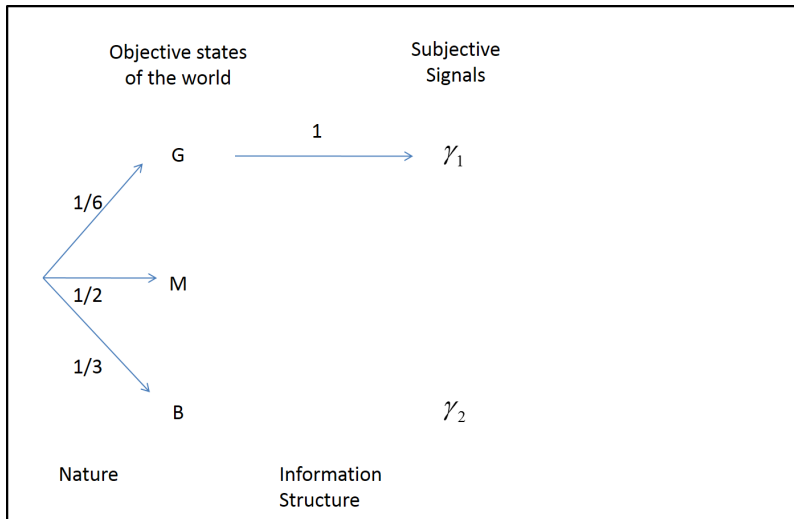 Objective states
of the world
Subjective
Signals
1
G
γ₁
1/6
M
1/2
1/3
B
γ₂
Nature
Information
Structure